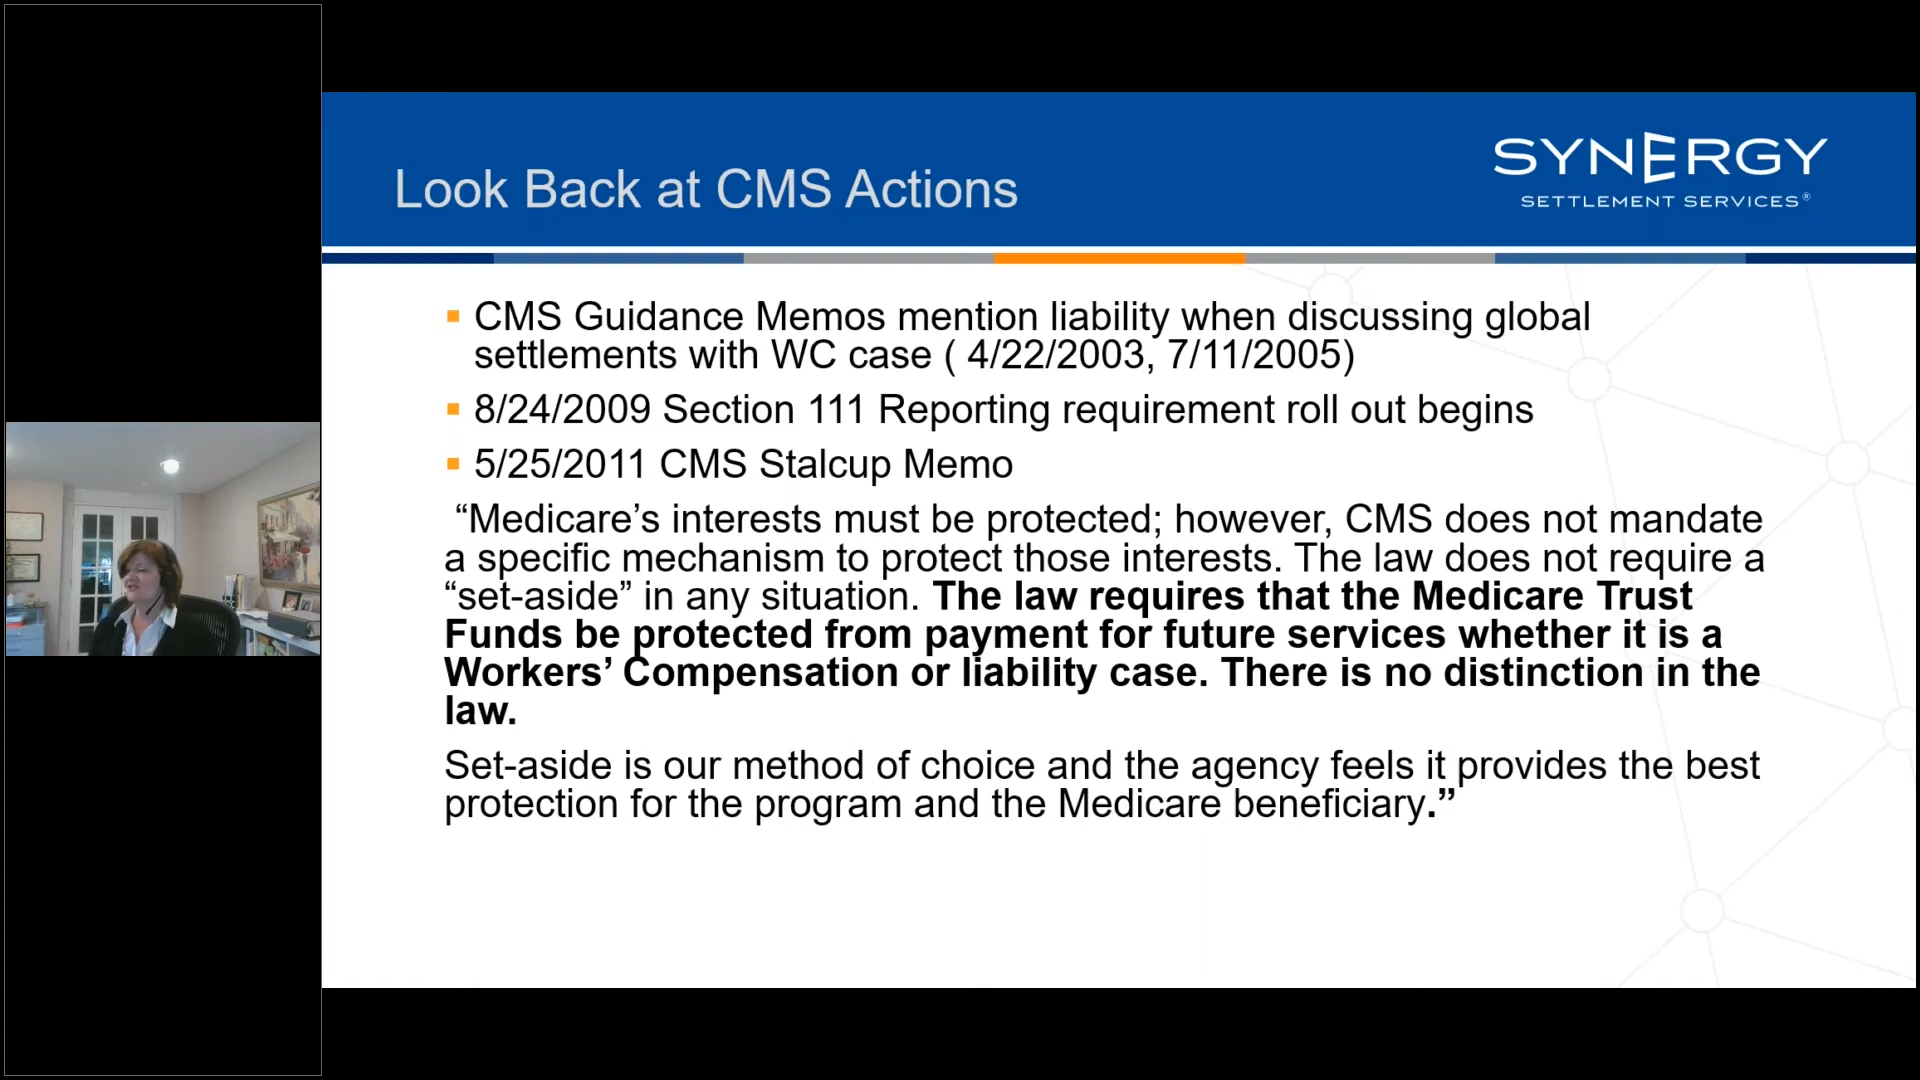 Look Back at CMS Actions
SYNERGY
SETTLEMENT SERVICES®
▪ CMS Guidance Memos mention liability when discussing global
settlements with WC case ( 4/22/2003, 7/11/2005)
▪ 8/24/2009 Section 111 Reporting requirement roll out begins
▪ 5/25/2011 CMS Stalcup Memo
“Medicare’s interests must be protected; however, CMS does not mandate
a specific mechanism to protect those interests. The law does not require a
“set-aside” in any situation. The law requires that the Medicare Trust
Funds be protected from payment for future services whether it is a
Workers’ Compensation or liability case. There is no distinction in the
law.
Set-aside is our method of choice and the agency feels it provides the best
protection for the program and the Medicare beneficiary.”